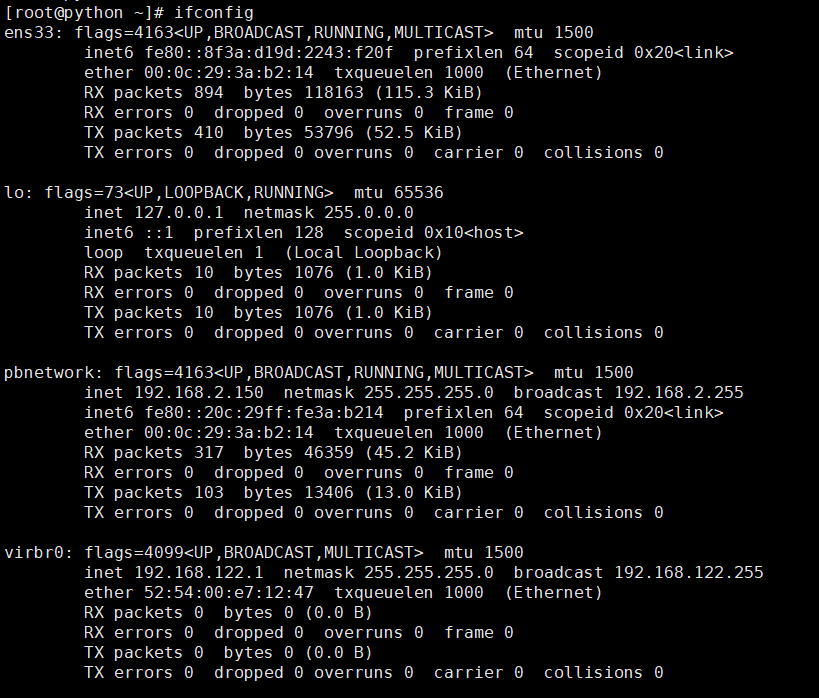 [root@python ~]# ifconfig
ens33: flags=4163<UP,BROADCAST,RUNNING,MULTICAST>  mtu 1500
        inet6 fe80::8f3a:d19d:2243:f20f  prefixlen 64  scopeid 0x20<link>
        ether 00:0c:29:3a:b2:14  txqueuelen 1000  (Ethernet)
        RX packets 894  bytes 118163 (115.3 KiB)
        RX errors 0  dropped 0  overruns 0  frame 0
        TX packets 410  bytes 53796 (52.5 KiB)
        TX errors 0  dropped 0 overruns 0  carrier 0  collisions 0

lo: flags=73<UP,LOOPBACK,RUNNING>  mtu 65536
        inet 127.0.0.1  netmask 255.0.0.0
        inet6 ::1  prefixlen 128  scopeid 0x10<host>
        loop  txqueuelen 1  (Local Loopback)
        RX packets 10  bytes 1076 (1.0 KiB)
        RX errors 0  dropped 0  overruns 0  frame 0
        TX packets 10  bytes 1076 (1.0 KiB)
        TX errors 0  dropped 0 overruns 0  carrier 0  collisions 0

pbnetwork: flags=4163<UP,BROADCAST,RUNNING,MULTICAST>  mtu 1500
        inet 192.168.2.150  netmask 255.255.255.0  broadcast 192.168.2.255
        inet6 fe80::20c:29ff:fe3a:b214  prefixlen 64  scopeid 0x20<link>
        ether 00:0c:29:3a:b2:14  txqueuelen 1000  (Ethernet)
        RX packets 317  bytes 46359 (45.2 KiB)
        RX errors 0  dropped 0  overruns 0  frame 0
        TX packets 103  bytes 13406 (13.0 KiB)
        TX errors 0  dropped 0 overruns 0  carrier 0  collisions 0

virbr0: flags=4099<UP,BROADCAST,MULTICAST>  mtu 1500
        inet 192.168.122.1  netmask 255.255.255.0  broadcast 192.168.122.255
        ether 52:54:00:e7:12:47  txqueuelen 1000  (Ethernet)
        RX packets 0  bytes 0 (0.0 B)
        RX errors 0  dropped 0  overruns 0  frame 0
        TX packets 0  bytes 0 (0.0 B)
        TX errors 0  dropped 0 overruns 0  carrier 0  collisions 0